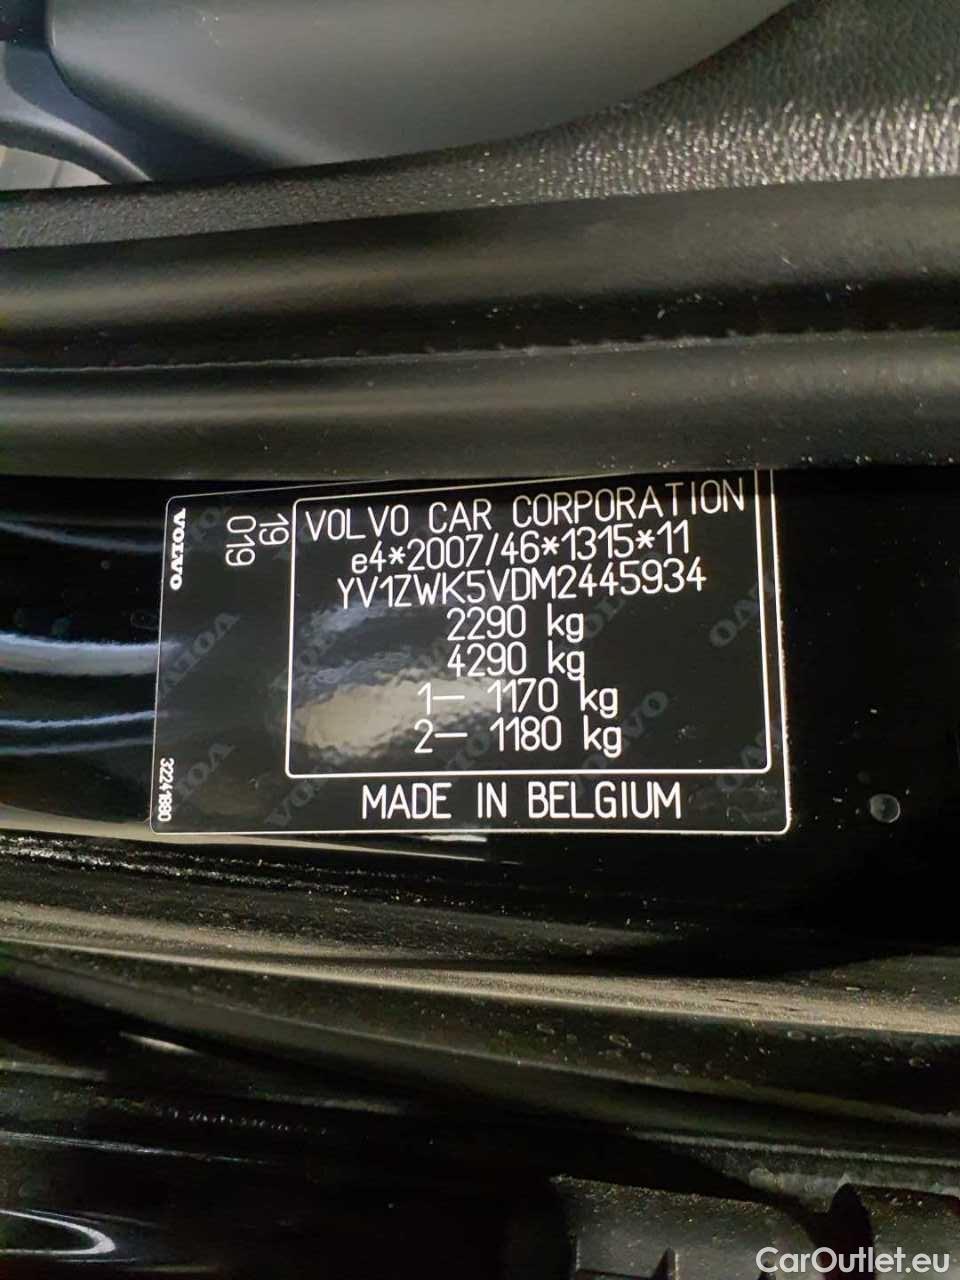 VOLVO
019
19
VOLVO CAR CORPORATION
e4*2007/46*1315*11
YV1ZWK5VDM2445934
2290 kg
4290 kg
1— 1170 kg
2— 1180 kg
32241880
MADE IN BELGIUM
CarOutlet.eu